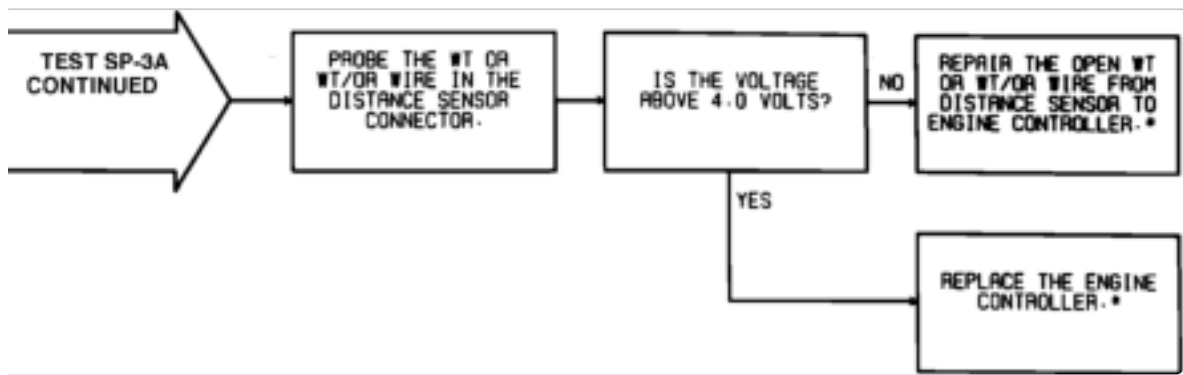 TEST SP-3A
CONTINUED
PROBE THE WT OR
WT/OR WIRE IN THE
DISTANCE SENSOR
CONNECTOR.
IS THE VOLTAGE
ABOVE 4.0 VOLTS?
NO
REPAIR THE OPEN WT
OR WT/OR WIRE FROM
DISTANCE SENSOR TO
ENGINE CONTROLLER.*
YES
REPLACE THE ENGINE
CONTROLLER.*